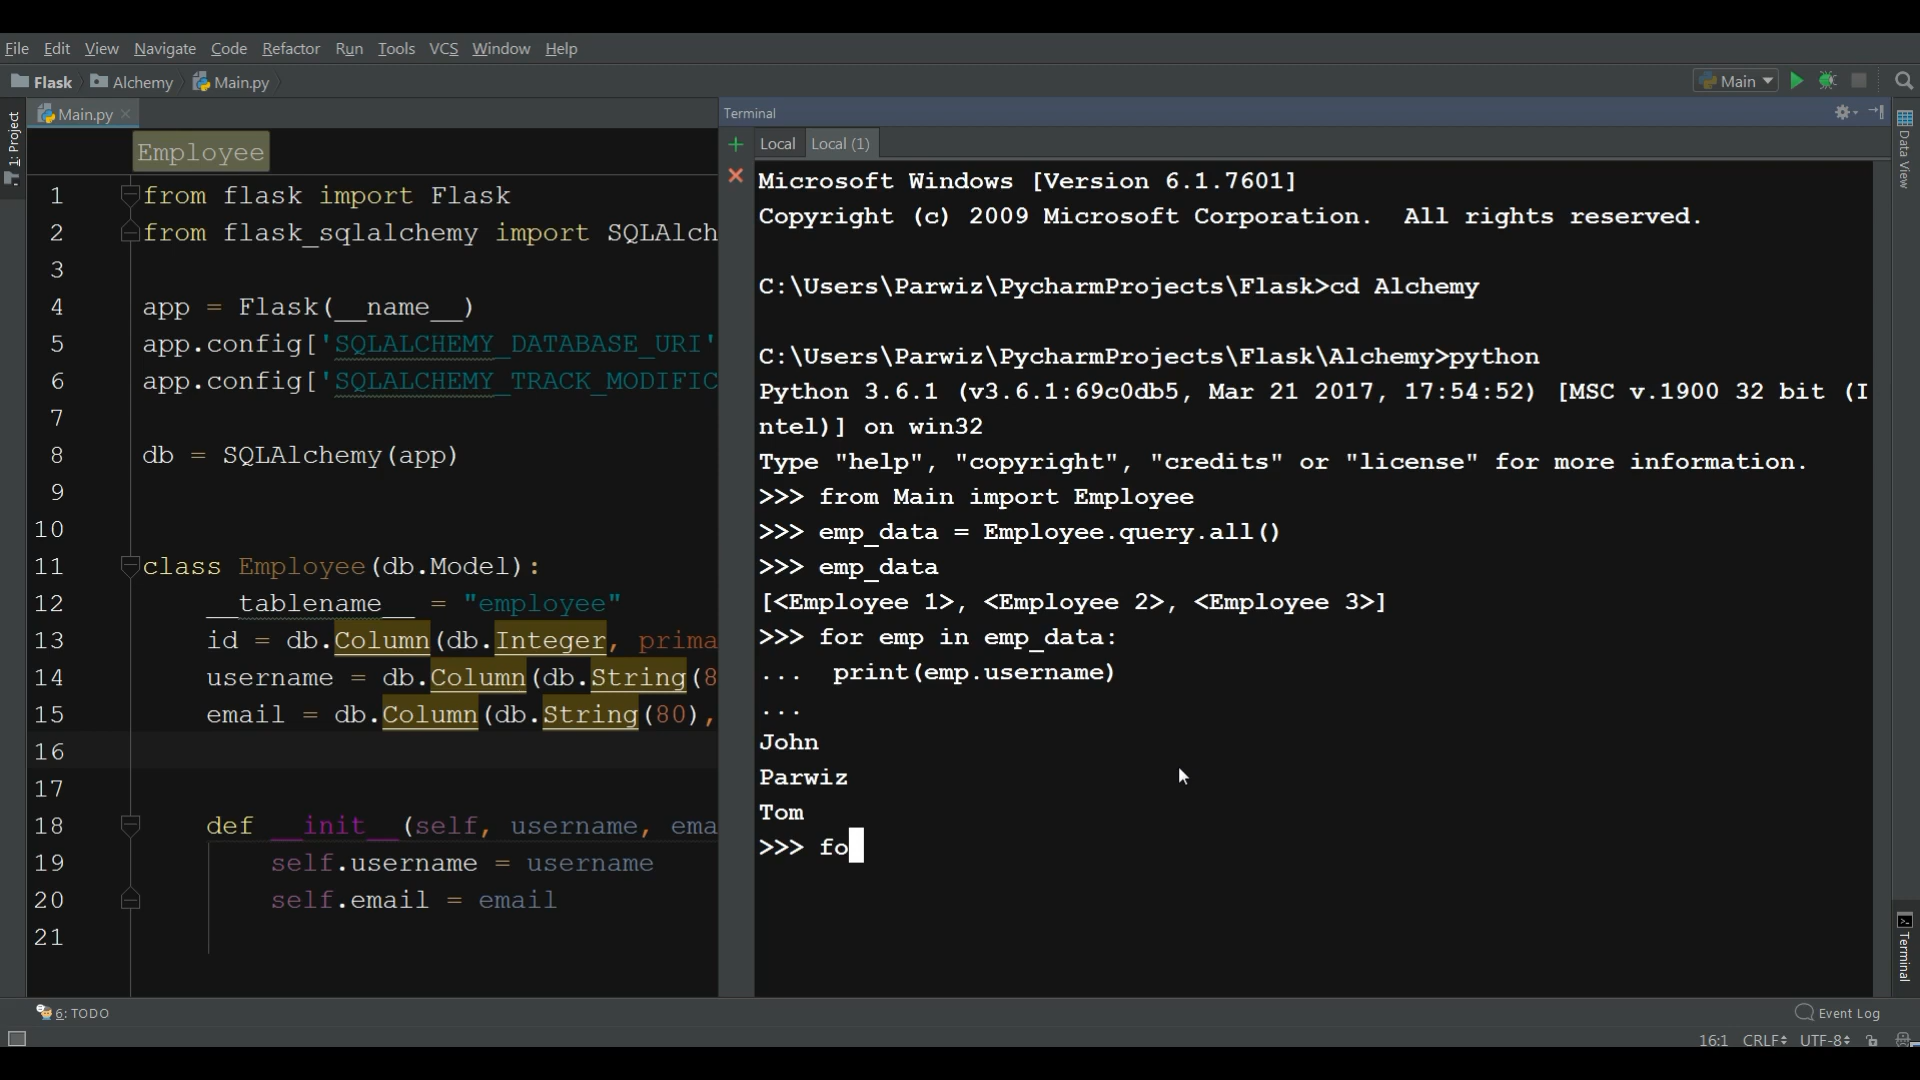 File Edit View Navigate Code Refactor Run Tools VCS Window Help
Flask Alchemy Main.py Main
Main.py
1: Project
Employee
1 from flask import Flask
2 from flask_sqlalchemy import SQLAlch
3
4 app = Flask(__name__)
5 app.config['SQLALCHEMY_DATABASE_URI'
6 app.config['SQLALCHEMY_TRACK_MODIFIC
7
8 db = SQLAlchemy(app)
9
10
11 class Employee(db.Model):
12 __tablename__ = "employee"
13 id = db.Column(db.Integer, prima
14 username = db.Column(db.String(8
15 email = db.Column(db.String(80),
16
17
18 def __init__(self, username, ema
19 self.username = username
20 self.email = email
21
Terminal
Local Local (1)
Microsoft Windows [Version 6.1.7601]
Copyright (c) 2009 Microsoft Corporation.  All rights reserved.
C:\Users\Parwiz\PycharmProjects\Flask>cd Alchemy
C:\Users\Parwiz\PycharmProjects\Flask\Alchemy>python
Python 3.6.1 (v3.6.1:69c0db5, Mar 21 2017, 17:54:52) [MSC v.1900 32 bit (I
ntel)] on win32
Type "help", "copyright", "credits" or "license" for more information.
>>> from Main import Employee
>>> emp_data = Employee.query.all()
>>> emp_data
[<Employee 1>, <Employee 2>, <Employee 3>]
>>> for emp in emp_data:
...  print(emp.username)
...
John
Parwiz
Tom
>>> fo
Data View
Terminal
6: TODO
Event Log
16:1 CRLF UTF-8